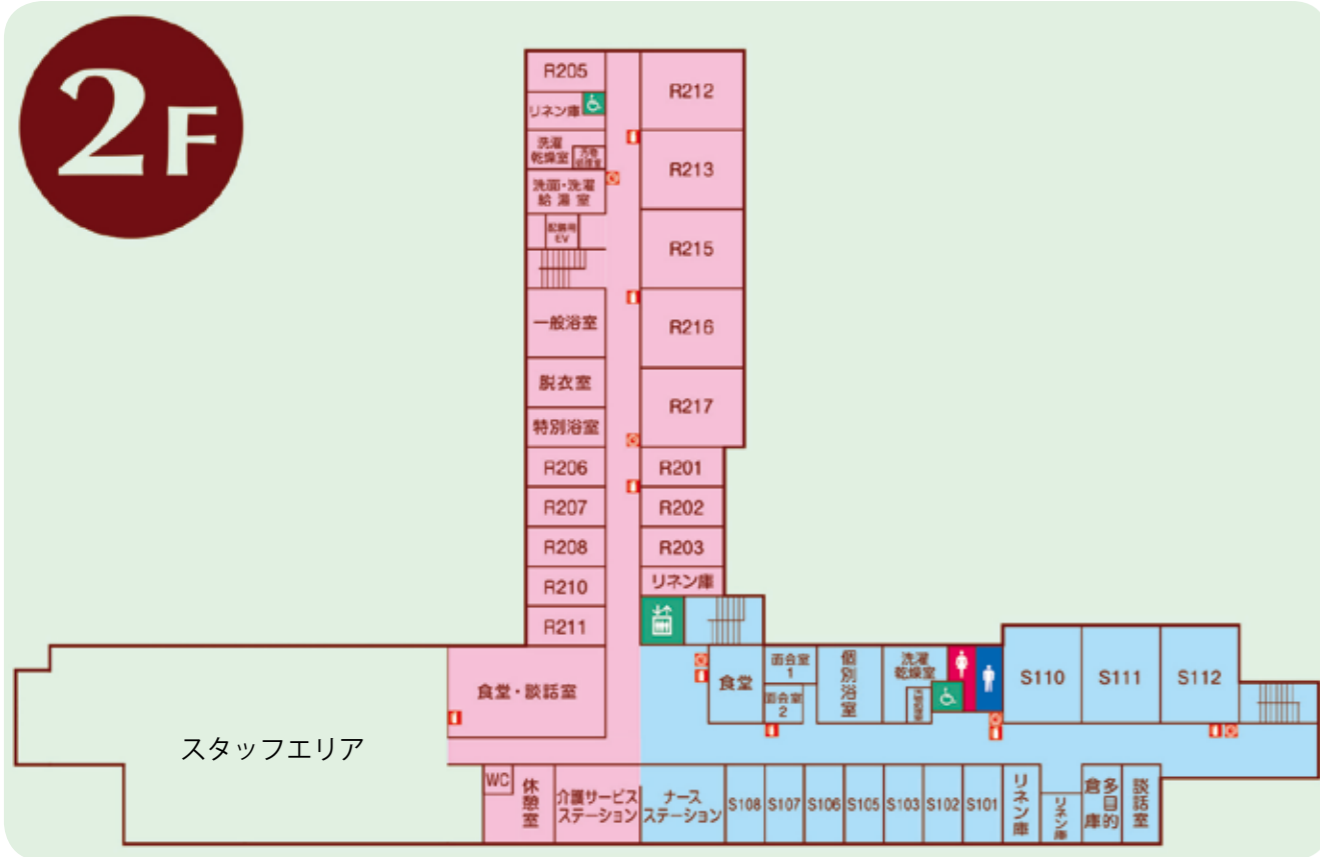 2F
R205
R212
リネン庫
洗濯
乾燥室
汚物
処理室
R213
洗面・洗濯
給湯室
配膳用
EV
R215
一般浴室
R216
脱衣室
R217
特別浴室
R206
R201
R207
R202
R208
R203
R210
リネン庫
R211
食堂・談話室
食堂
面会室
1
面会室
2
個別浴室
洗濯
乾燥室
S110
S111
S112
スタッフエリア
WC
休憩室
介護サービス
ステーション
ナース
ステーション
S108
S107
S106
S105
S103
S102
S101
リネン庫
リネン庫
多目的
倉庫
談話室